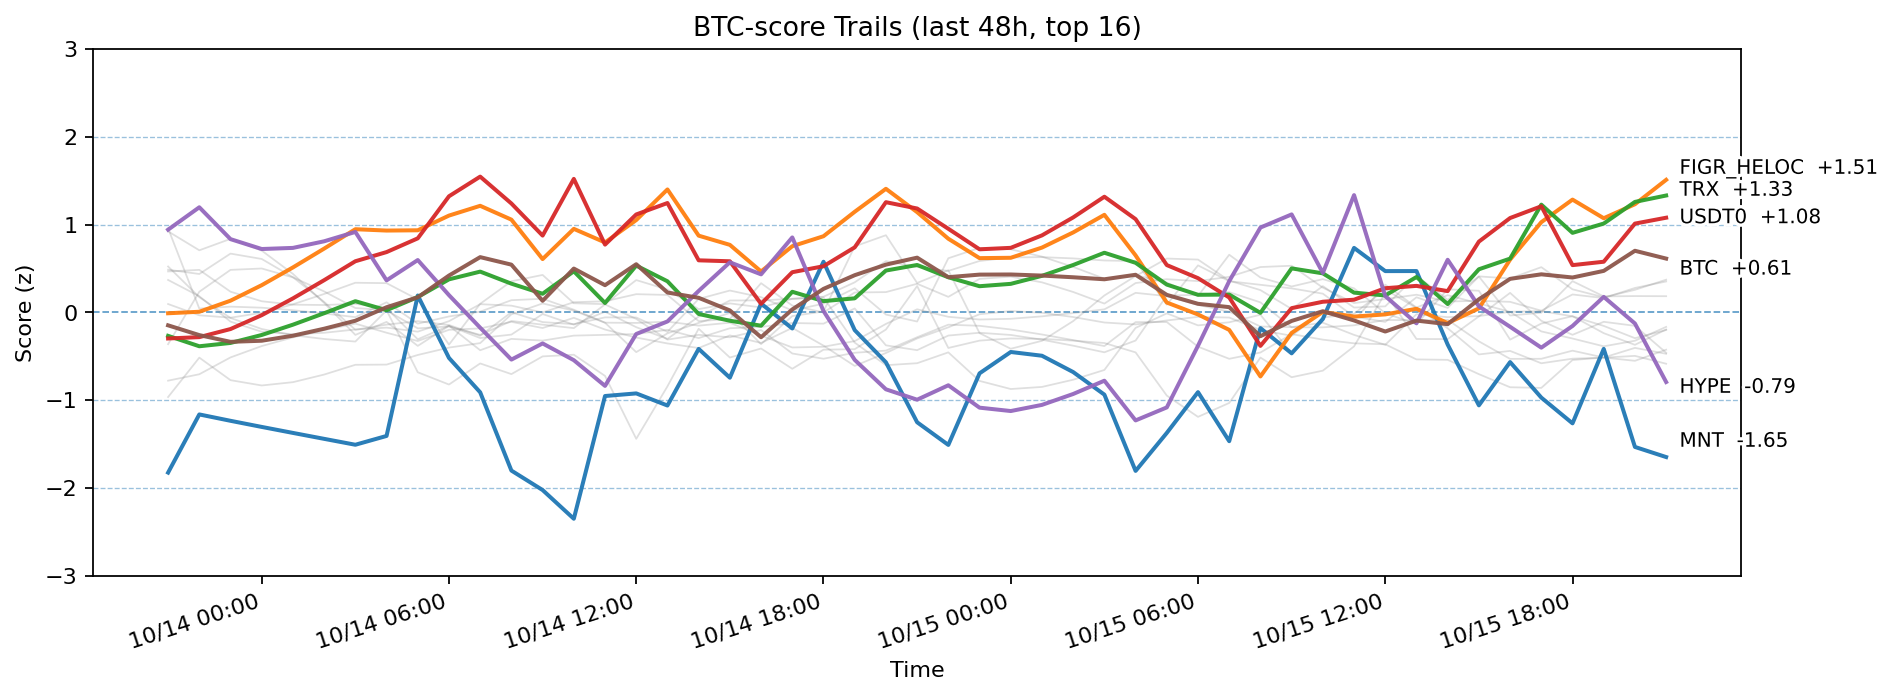 BTC-score Trails (last 48h, top 16)
Score (z)
3
2
1
0
−1
−2
−3
FIGR_HELOC +1.51
TRX +1.33
USDT0 +1.08
BTC +0.61
HYPE -0.79
MNT -1.65
10/14 00:00
10/14 06:00
10/14 12:00
10/14 18:00
10/15 00:00
10/15 06:00
10/15 12:00
10/15 18:00
Time